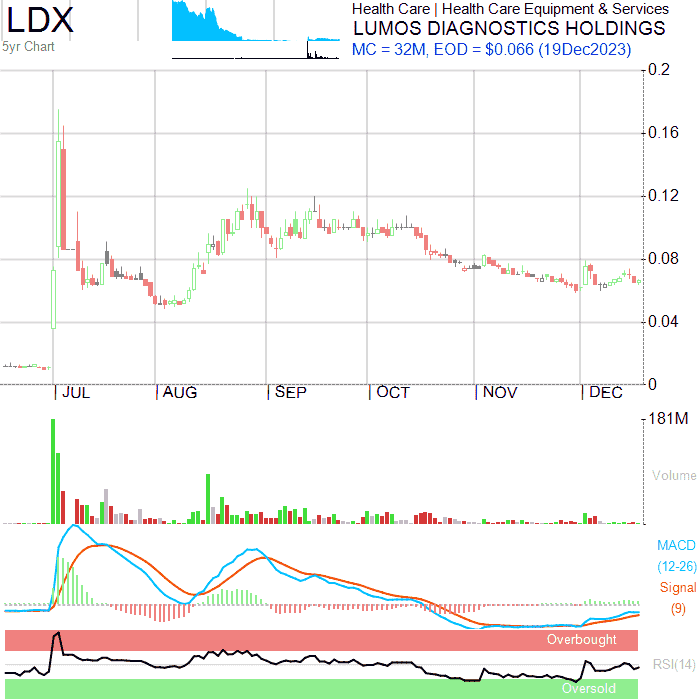 LDX
5yr Chart
Health Care | Health Care Equipment & Services
LUMOS DIAGNOSTICS HOLDINGS
MC = 32M, EOD = $0.066 (19Dec2023)
0.2
0.16
0.12
0.08
0.04
0
JUL AUG SEP OCT NOV DEC
181M
Volume
MACD
(12-26)
Signal
(9)
Overbought
RSI(14)
Oversold